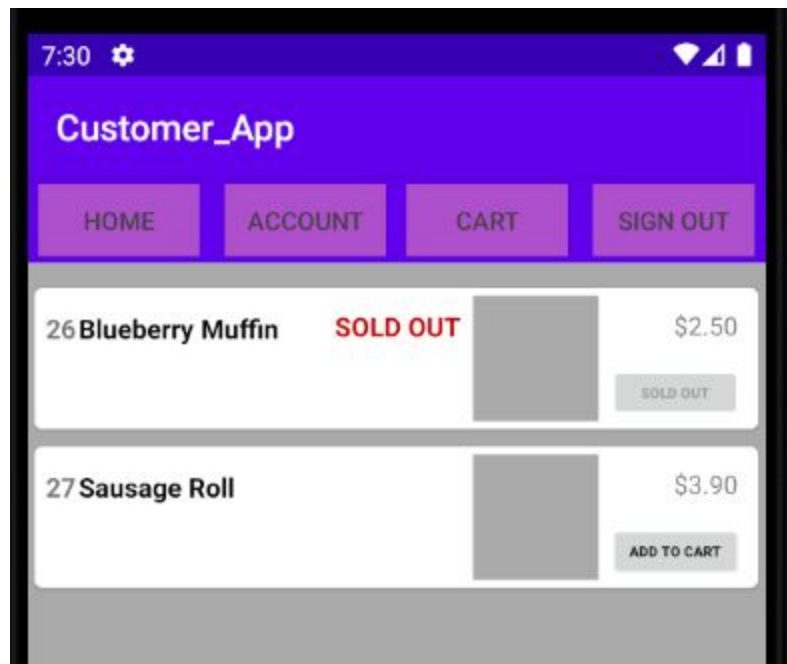 7:30
Customer_App
HOME ACCOUNT CART SIGN OUT
26 Blueberry Muffin SOLD OUT $2.50
SOLD OUT
27 Sausage Roll $3.90
ADD TO CART